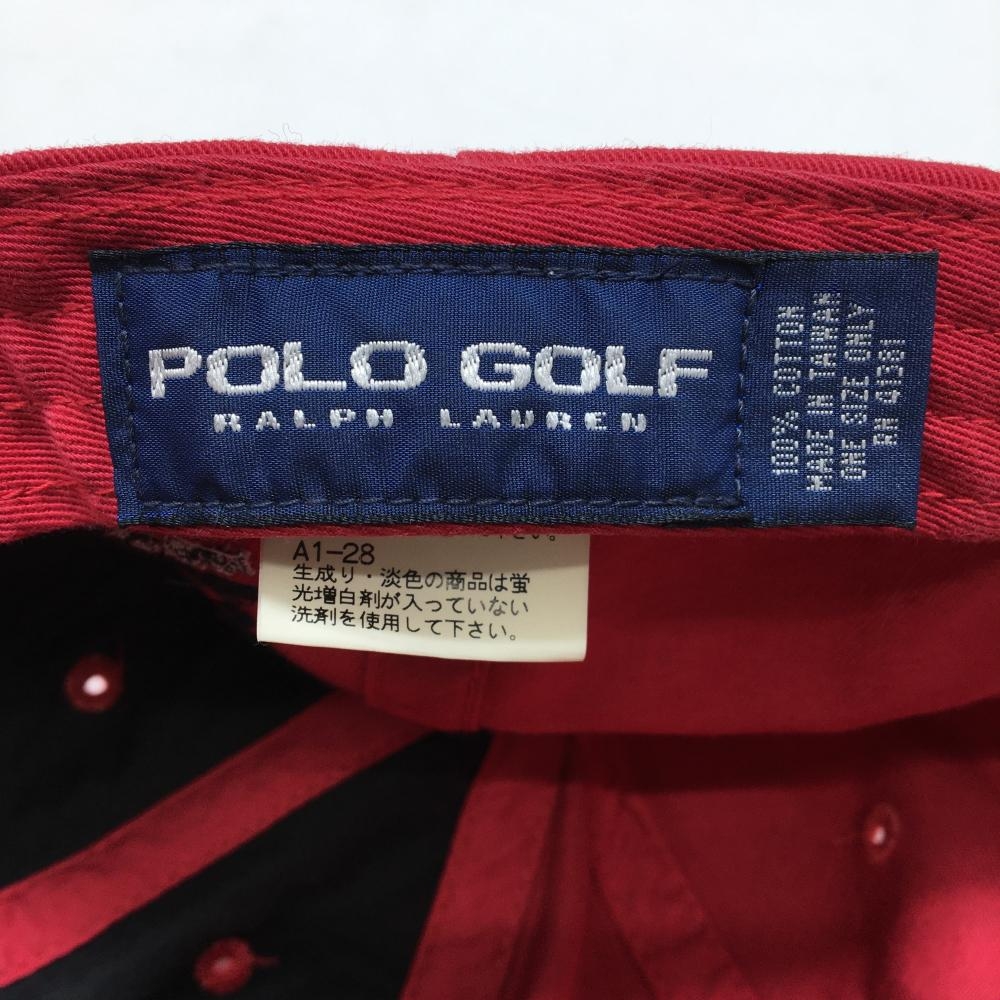 POLO GOLF
RALPH LAUREN
100% COTTON
MADE IN TAIWAN
ONE SIZE ONLY
RN 41381
A1-28
生成り・淡色の商品は蛍
光増白剤が入っていない
洗剤を使用して下さい。